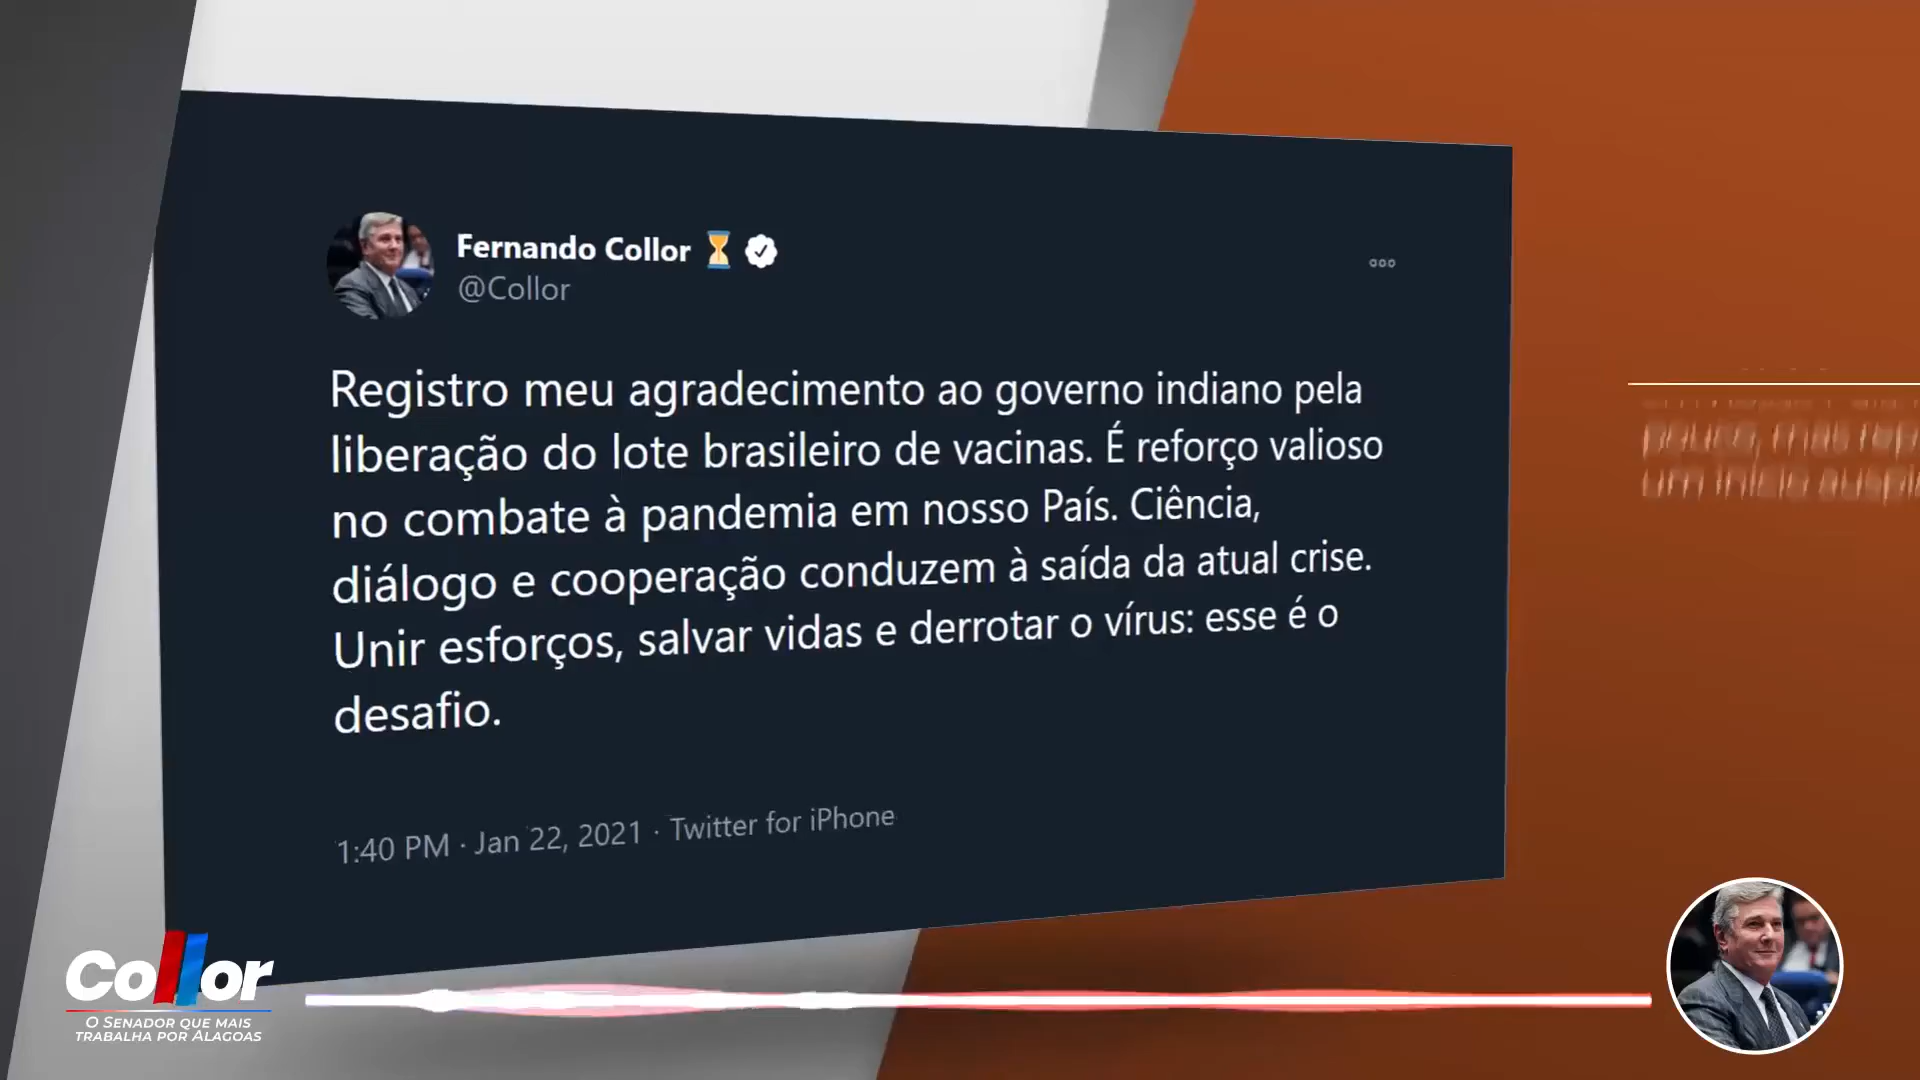 Fernando Collor
@Collor
Registro meu agradecimento ao governo indiano pela
liberação do lote brasileiro de vacinas. É reforço valioso
no combate à pandemia em nosso País. Ciência,
diálogo e cooperação conduzem à saída da atual crise.
Unir esforços, salvar vidas e derrotar o vírus: esse é o
desafio.
1:40 PM · Jan 22, 2021 · Twitter for iPhone
Collor
O SENADOR QUE MAIS
TRABALHA POR ALAGOAS